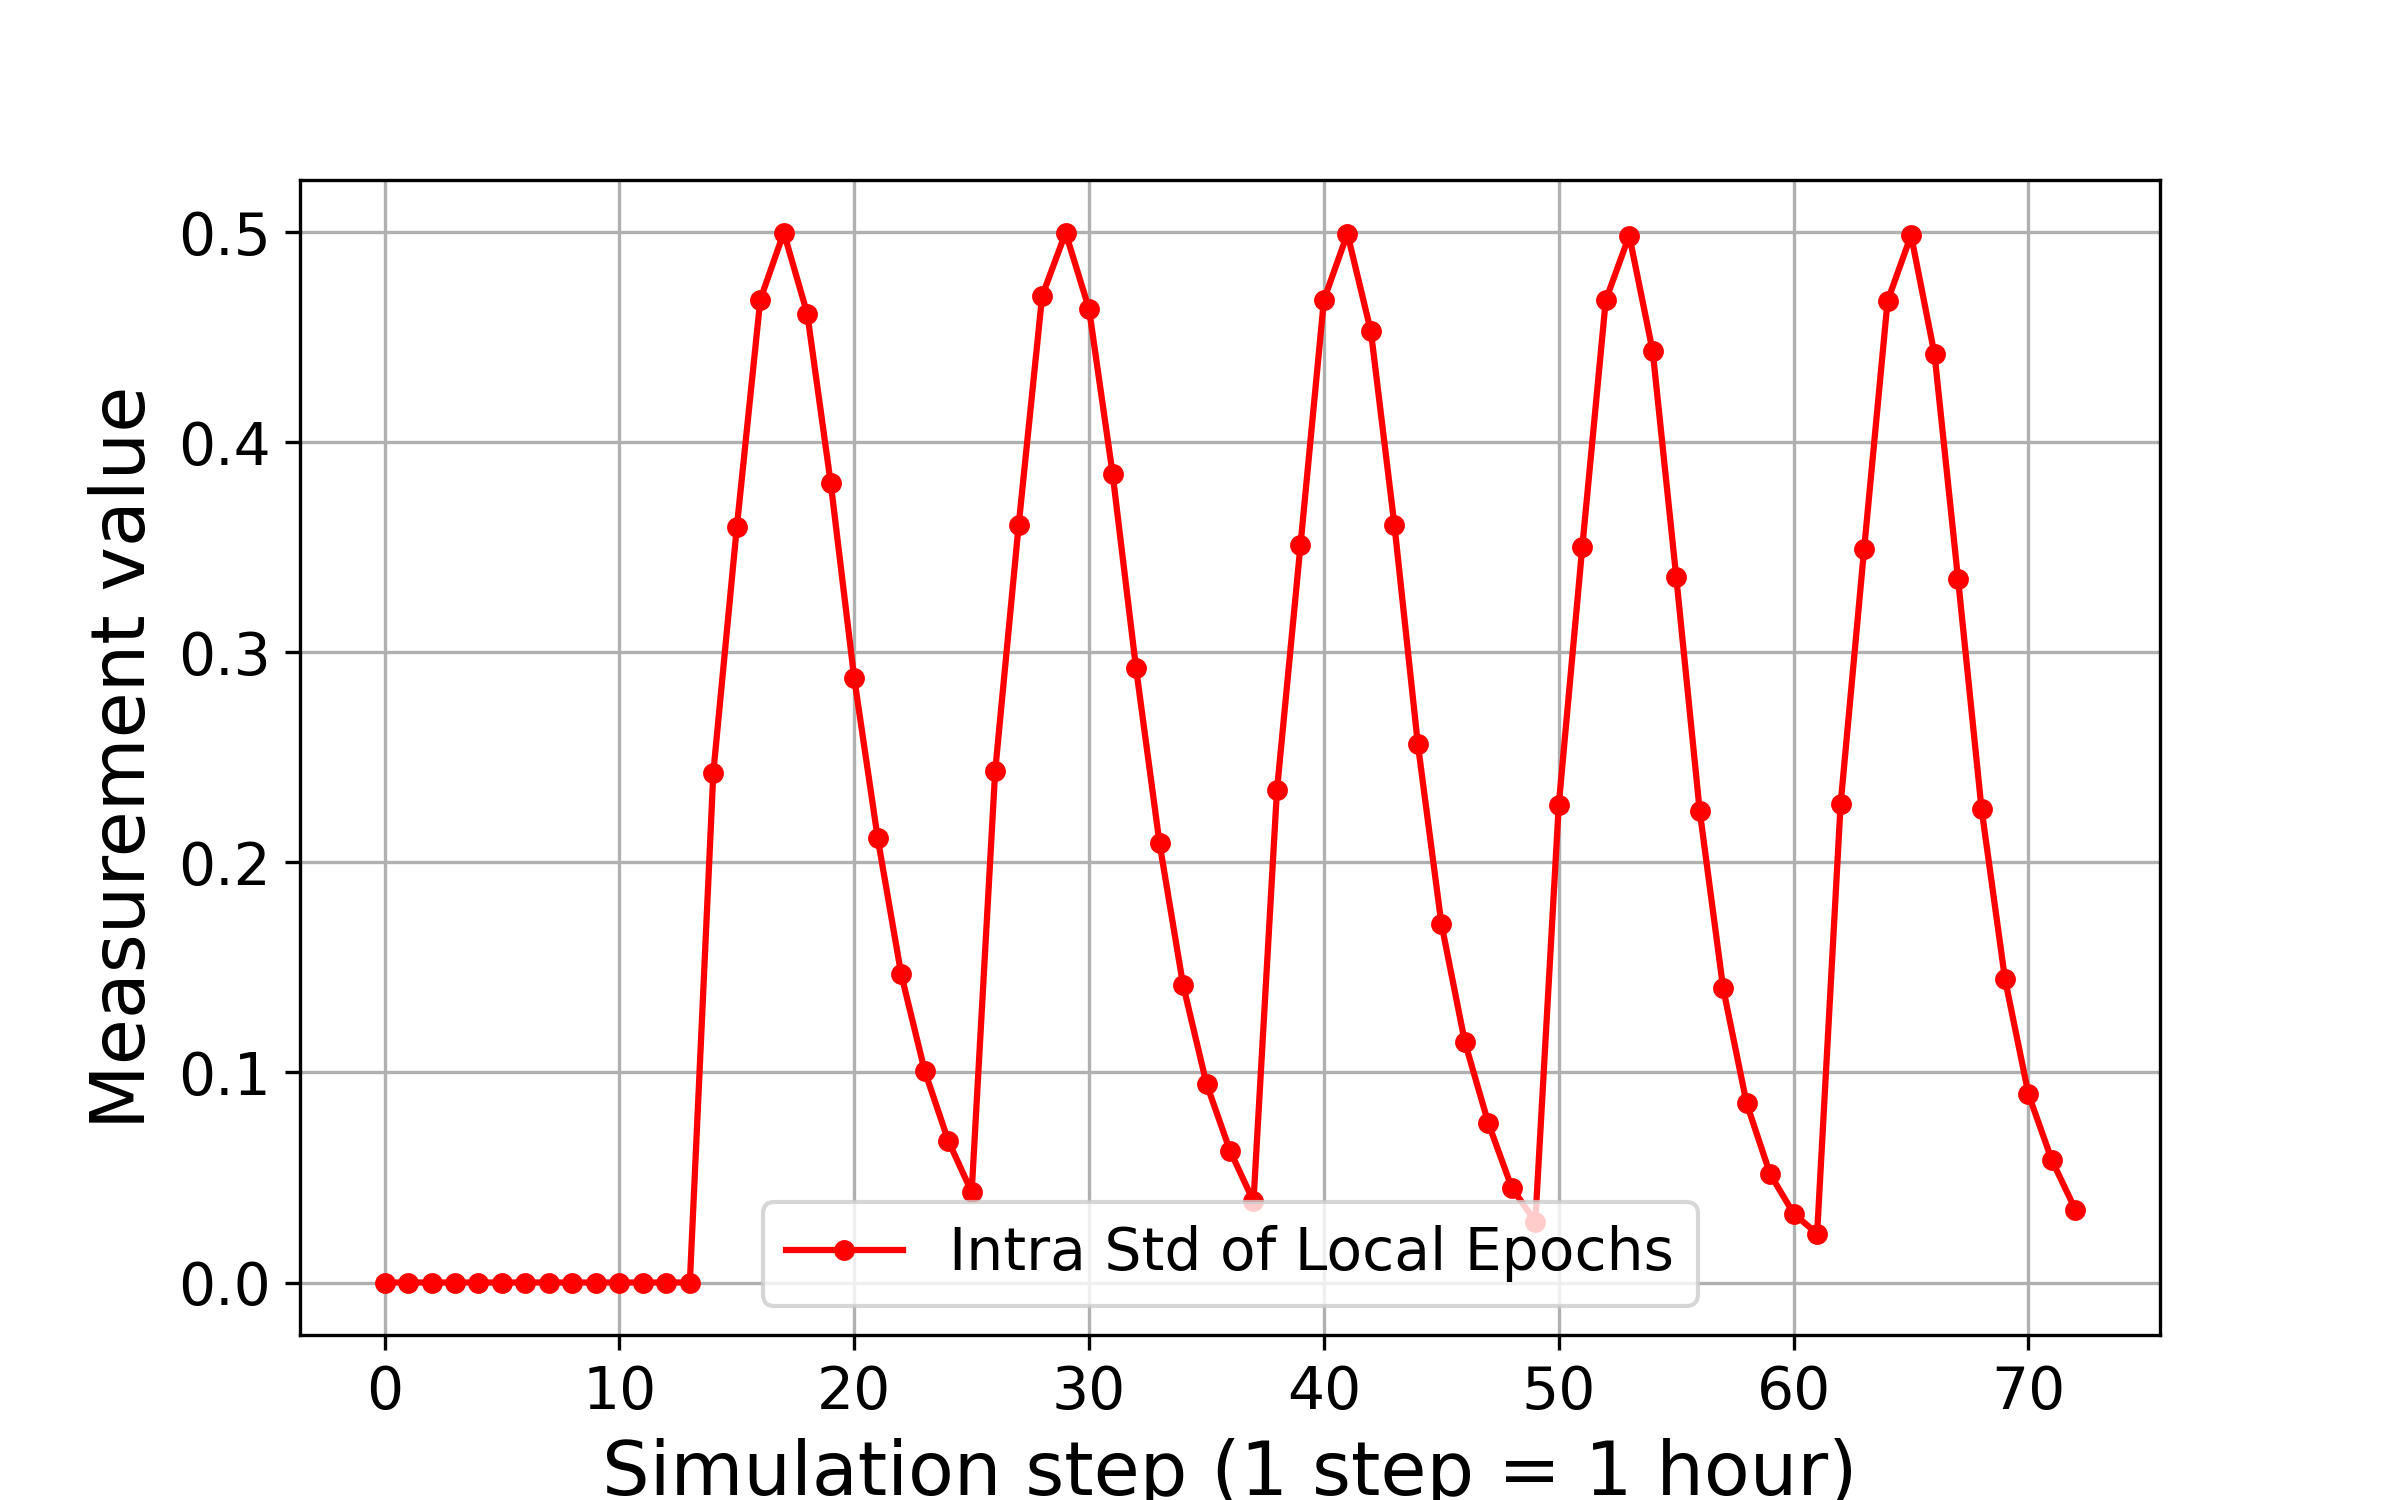 0.5
0.4
0.3
0.2
0.1
0.0
Measurement value
Intra Std of Local Epochs
0 10 20 30 40 50 60 70
Simulation step (1 step = 1 hour)